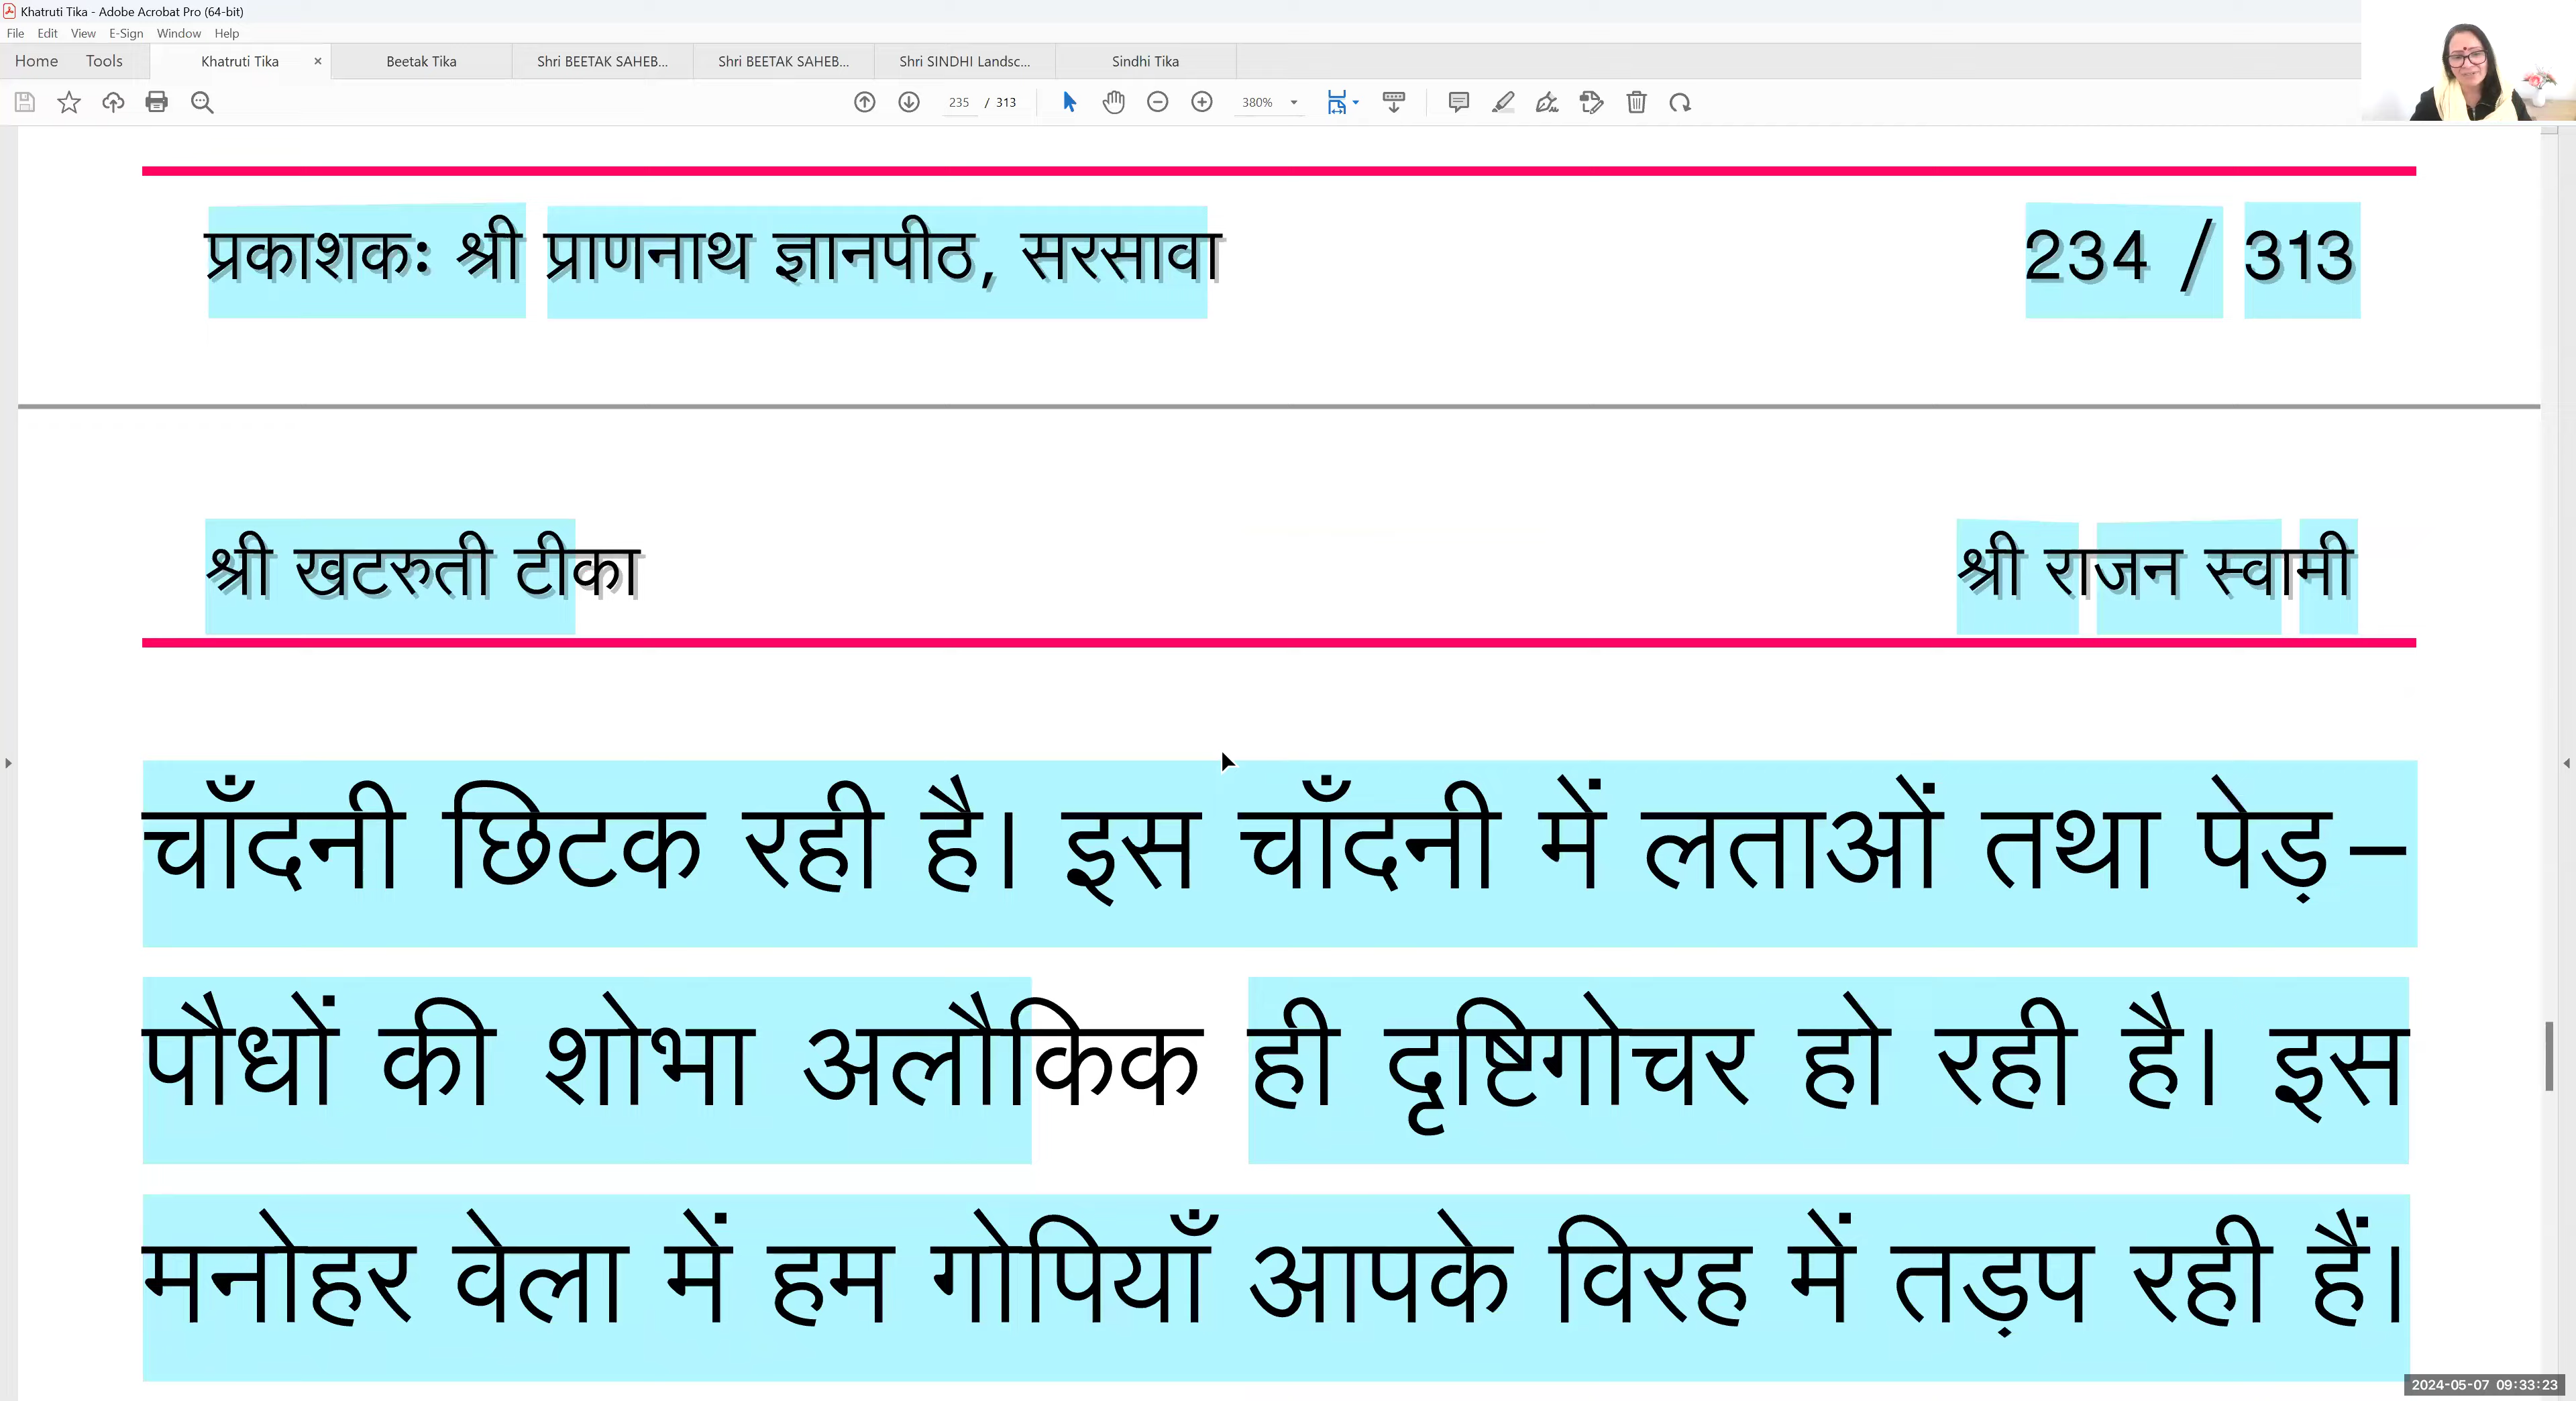 Khatruti Tika - Adobe Acrobat Pro (64-bit)
File Edit View E-Sign Window Help
Home Tools Khatruti Tika × Beetak Tika Shri BEETAK SAHEB... Shri BEETAK SAHEB... Shri SINDHI Landsc... Sindhi Tika
235 / 313 380%
प्रकाशकः श्री प्राणनाथ ज्ञानपीठ, सरसावा 234 / 313
श्री खटरुती टीका श्री राजन स्वामी
चाँदनी छिटक रही है। इस चाँदनी में लताओं तथा पेड़-
पौधों की शोभा अलौकिक ही दृष्टिगोचर हो रही है। इस
मनोहर वेला में हम गोपियाँ आपके विरह में तड़प रही हैं।
2024-05-07 09:33:23